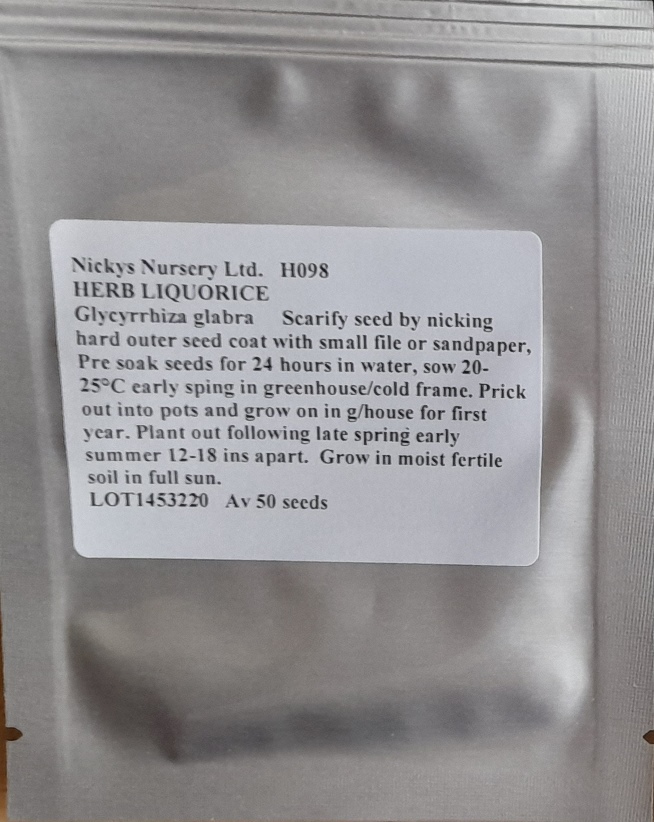 Nickys Nursery Ltd. H098
HERB LIQUORICE
Glycyrrhiza glabra Scarify seed by nicking
hard outer seed coat with small file or sandpaper,
Pre soak seeds for 24 hours in water, sow 20-
25°C early sping in greenhouse/cold frame. Prick
out into pots and grow on in g/house for first
year. Plant out following late spring early
summer 12-18 ins apart. Grow in moist fertile
soil in full sun.
LOT1453220 Av 50 seeds